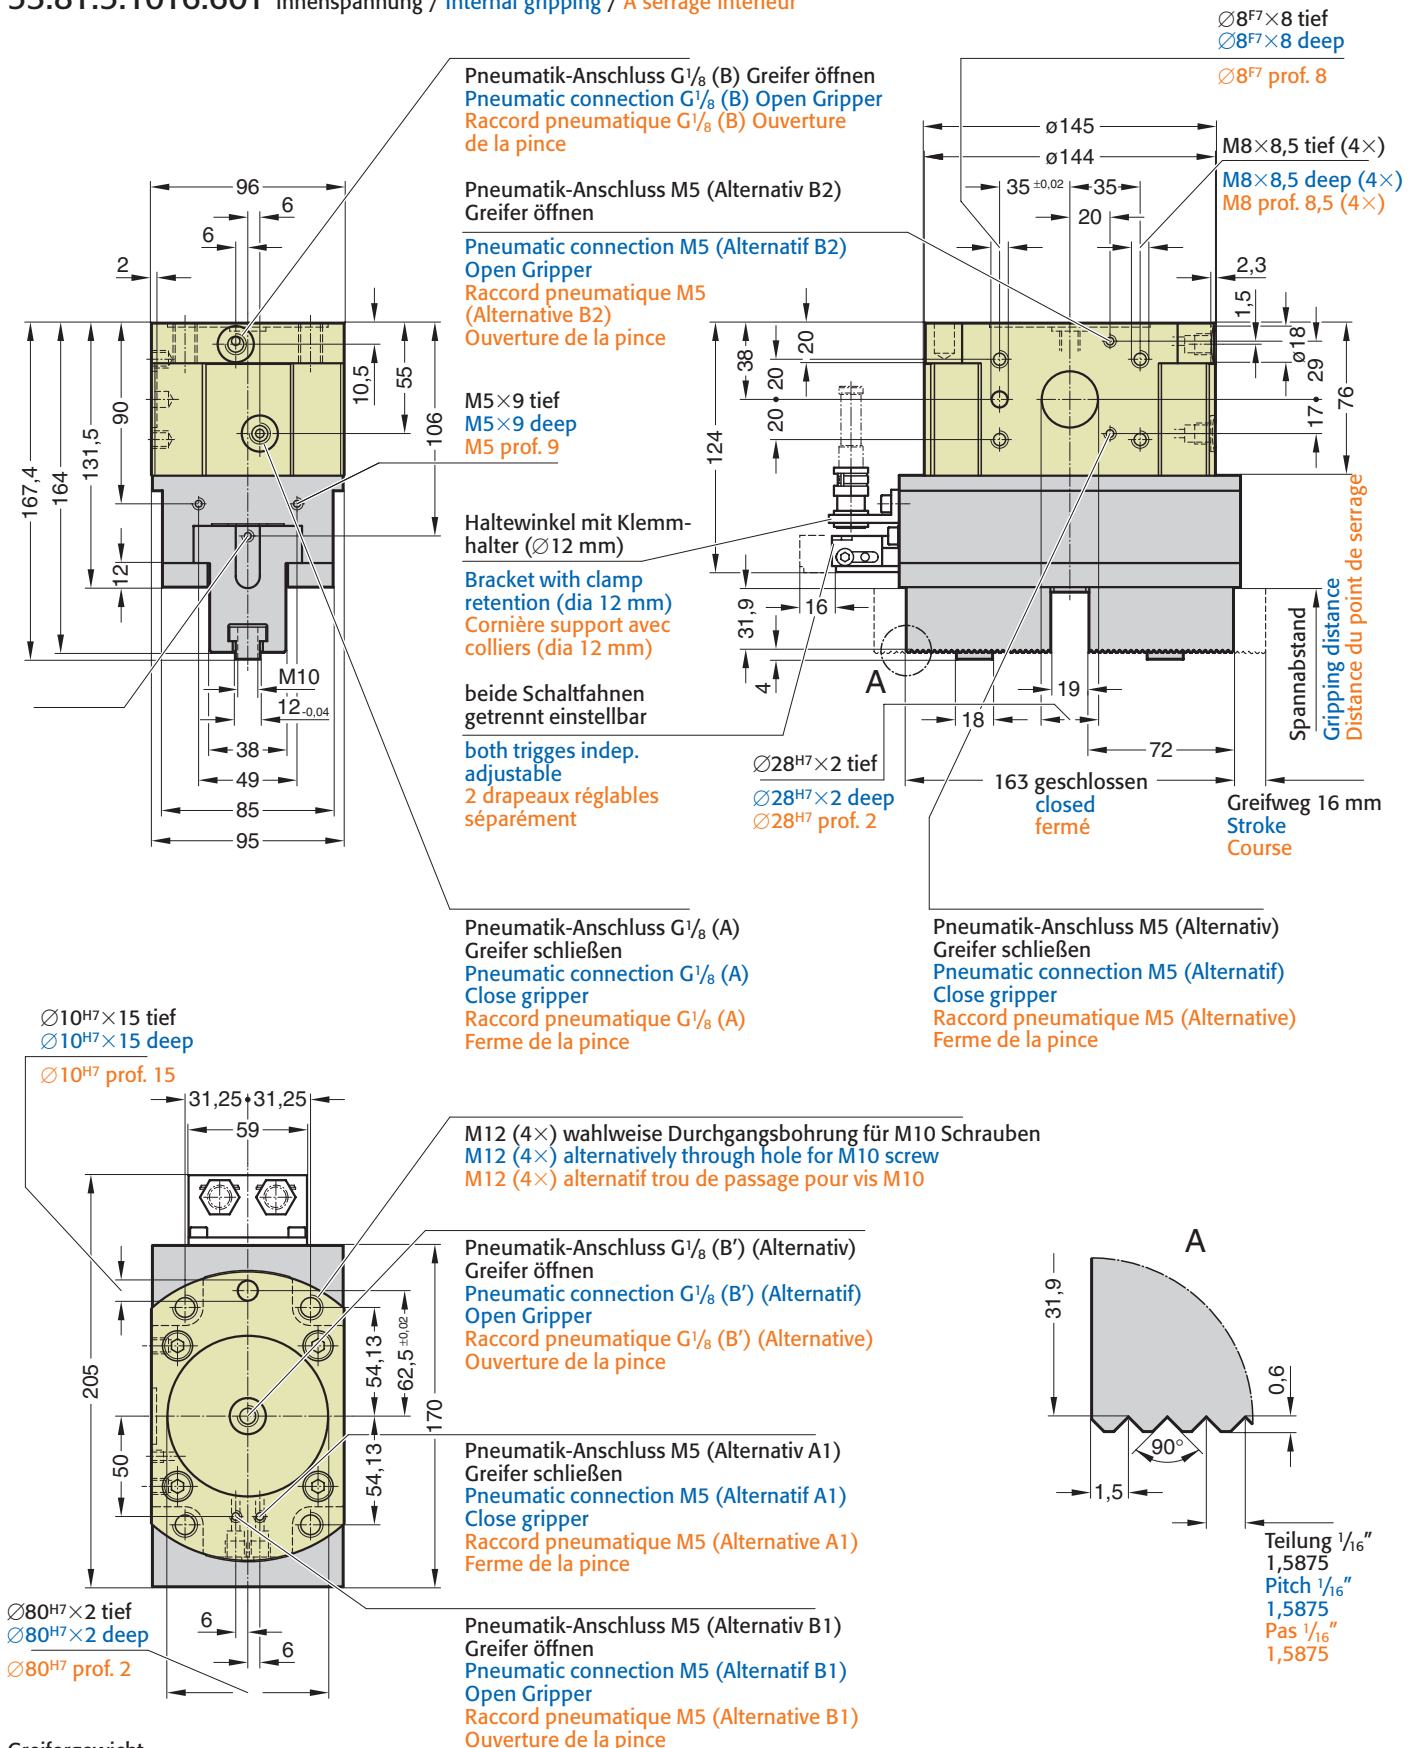 Innenspannung / Internal gripping / À serrage intérieur
Ø8F7×8 tief
Ø8F7×8 deep
Ø8F7 prof. 8
Pneumatik-Anschluss G1/8 (B) Greifer öffnen
Pneumatic connection G1/8 (B) Open Gripper
Raccord pneumatique G1/8 (B) Ouverture
de la pince
ø145
ø144
M8×8,5 tief (4×)
M8×8,5 deep (4×)
M8 prof. 8,5 (4×)
35 ±0,02
35
20
96
6
6
2
Pneumatik-Anschluss M5 (Alternativ B2)
Greifer öffnen
Pneumatic connection M5 (Alternatif B2)
Open Gripper
Raccord pneumatique M5
(Alternative B2)
Ouverture de la pince
2,3
1,5
ø18
29
17
76
38
20
20
20
124
10,5
55
106
90
131,5
164
167,4
12
M5×9 tief
M5×9 deep
M5 prof. 9
Haltewinkel mit Klemm-
halter (Ø12 mm)
Bracket with clamp
retention (dia 12 mm)
Cornière support avec
colliers (dia 12 mm)
beide Schaltfahnen
getrennt einstellbar
both trigges indep.
adjustable
2 drapeaux réglables
séparément
M10
12-0,04
38
49
85
95
31,9
16
4
A
19
18
72
Spannabstand
Gripping distance
Distance du point de serrage
Ø28H7×2 tief
Ø28H7×2 deep
Ø28H7 prof. 2
163 geschlossen
closed
fermé
Greifweg 16 mm
Stroke
Course
Pneumatik-Anschluss G1/8 (A)
Greifer schließen
Pneumatic connection G1/8 (A)
Close gripper
Raccord pneumatique G1/8 (A)
Ferme de la pince
Pneumatik-Anschluss M5 (Alternativ)
Greifer schließen
Pneumatic connection M5 (Alternatif)
Close gripper
Raccord pneumatique M5 (Alternative)
Ferme de la pince
Ø10H7×15 tief
Ø10H7×15 deep
Ø10H7 prof. 15
31,25
31,25
59
M12 (4×) wahlweise Durchgangsbohrung für M10 Schrauben
M12 (4×) alternatively through hole for M10 screw
M12 (4×) alternatif trou de passage pour vis M10
Pneumatik-Anschluss G1/8 (B’) (Alternativ)
Greifer öffnen
Pneumatic connection G1/8 (B’) (Alternatif)
Open Gripper
Raccord pneumatique G1/8 (B’) (Alternative)
Ouverture de la pince
205
50
54,13
62,5 ±0,02
54,13
170
Pneumatik-Anschluss M5 (Alternativ A1)
Greifer schließen
Pneumatic connection M5 (Alternatif A1)
Close gripper
Raccord pneumatique M5 (Alternative A1)
Ferme de la pince
A
31,9
0,6
90°
1,5
Teilung 1/16″
1,5875
Pitch 1/16″
1,5875
Pas 1/16″
1,5875
Ø80H7×2 tief
Ø80H7×2 deep
Ø80H7 prof. 2
6
6
Pneumatik-Anschluss M5 (Alternativ B1)
Greifer öffnen
Pneumatic connection M5 (Alternatif B1)
Open Gripper
Raccord pneumatique M5 (Alternative B1)
Ouverture de la pince